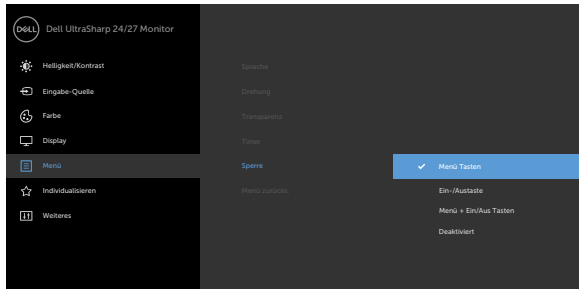 DELL Dell UltraSharp 24/27 Monitor
Helligkeit/Kontrast
Eingabe-Quelle
Farbe
Display
Menü
Individualisieren
Weiteres
Sprache
Drehung
Transparenz
Timer
Sperre
Menü zurücks.
Menü Tasten
Ein-/Austaste
Menü + Ein/Aus Tasten
Deaktiviert